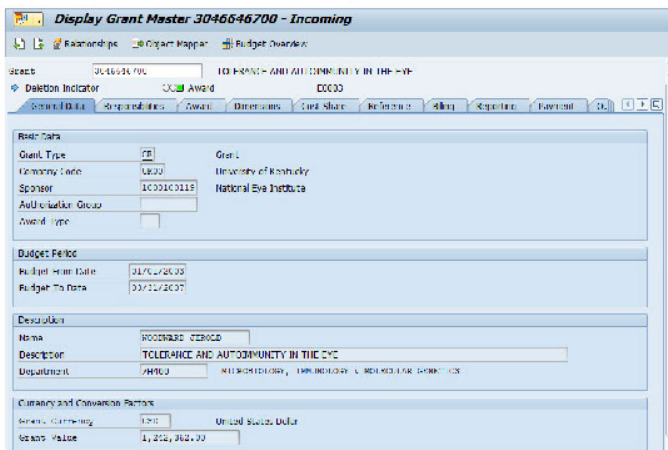 Display Grant Master 3046646700 - Incoming
Relationships Object Mapper Budget Overview
Grant 3046646700 TOLERANCE AND AUTOIMMUNITY IN THE EYE
Deletion Indicator Award
General Data Responsibilities Award Dimensions Cost Share Reference Billing Reporting Payment
Basic Data
Grant Type GR Grant
Company Code UK00 University of Kentucky
Sponsor National Eye Institute
Authorization Group
Award Type
Budget Period
Budget From Date
Budget To Date
Description
Name WOODWARD JEROLD
Description TOLERANCE AND AUTOIMMUNITY IN THE EYE
Department 7H400 MICROBIOLOGY, IMMUNOLOGY & MOLECULAR GENETICS
Currency and Conversion Factors
Grant Currency USD United States Dollar
Grant Value